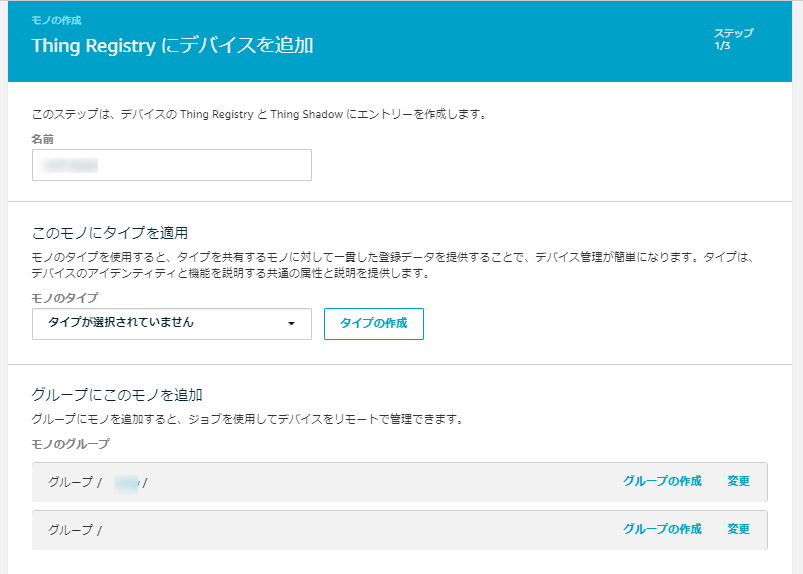 モノの作成
Thing Registry にデバイスを追加
ステップ
1/3
このステップは、デバイスの Thing Registry と Thing Shadow にエントリーを作成します。
名前
このモノにタイプを適用
モノのタイプを使用すると、タイプを共有するモノに対して一貫した登録データを提供することで、デバイス管理が簡単になります。タイプは、
デバイスのアイデンティティと機能を説明する共通の属性と説明を提供します。
モノのタイプ
タイプが選択されていません
タイプの作成
グループにこのモノを追加
グループにモノを追加すると、ジョブを使用してデバイスをリモートで管理できます。
モノのグループ
グループ / / グループの作成 変更
グループ / グループの作成 変更